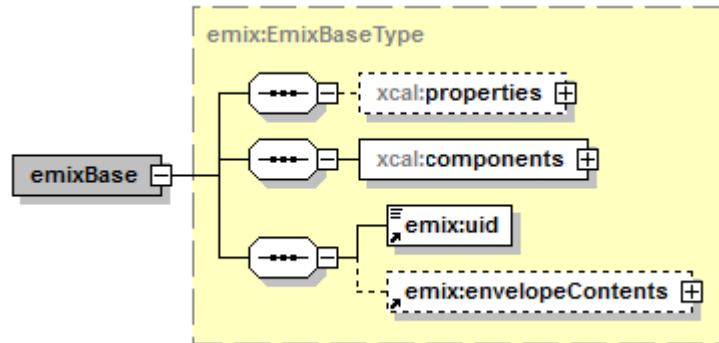 emix:EmixBaseType
xcal:properties
emixBase
xcal:components
emix:uid
emix:envelopeContents